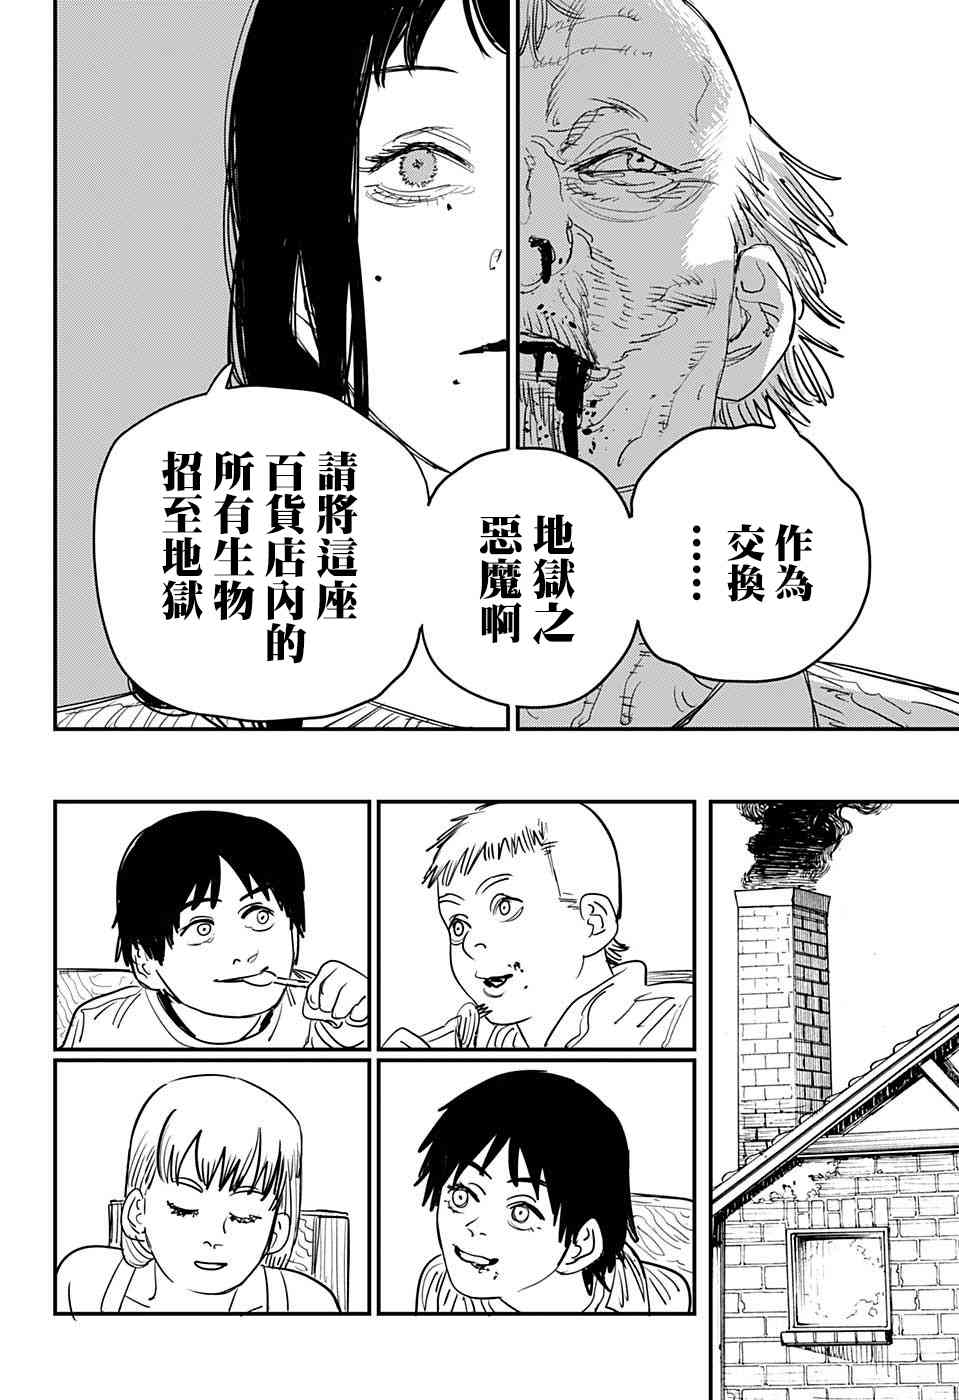 作為
交換
……
地獄之
惡魔啊
請將這座
百貨店內的
所有生物
招至地獄